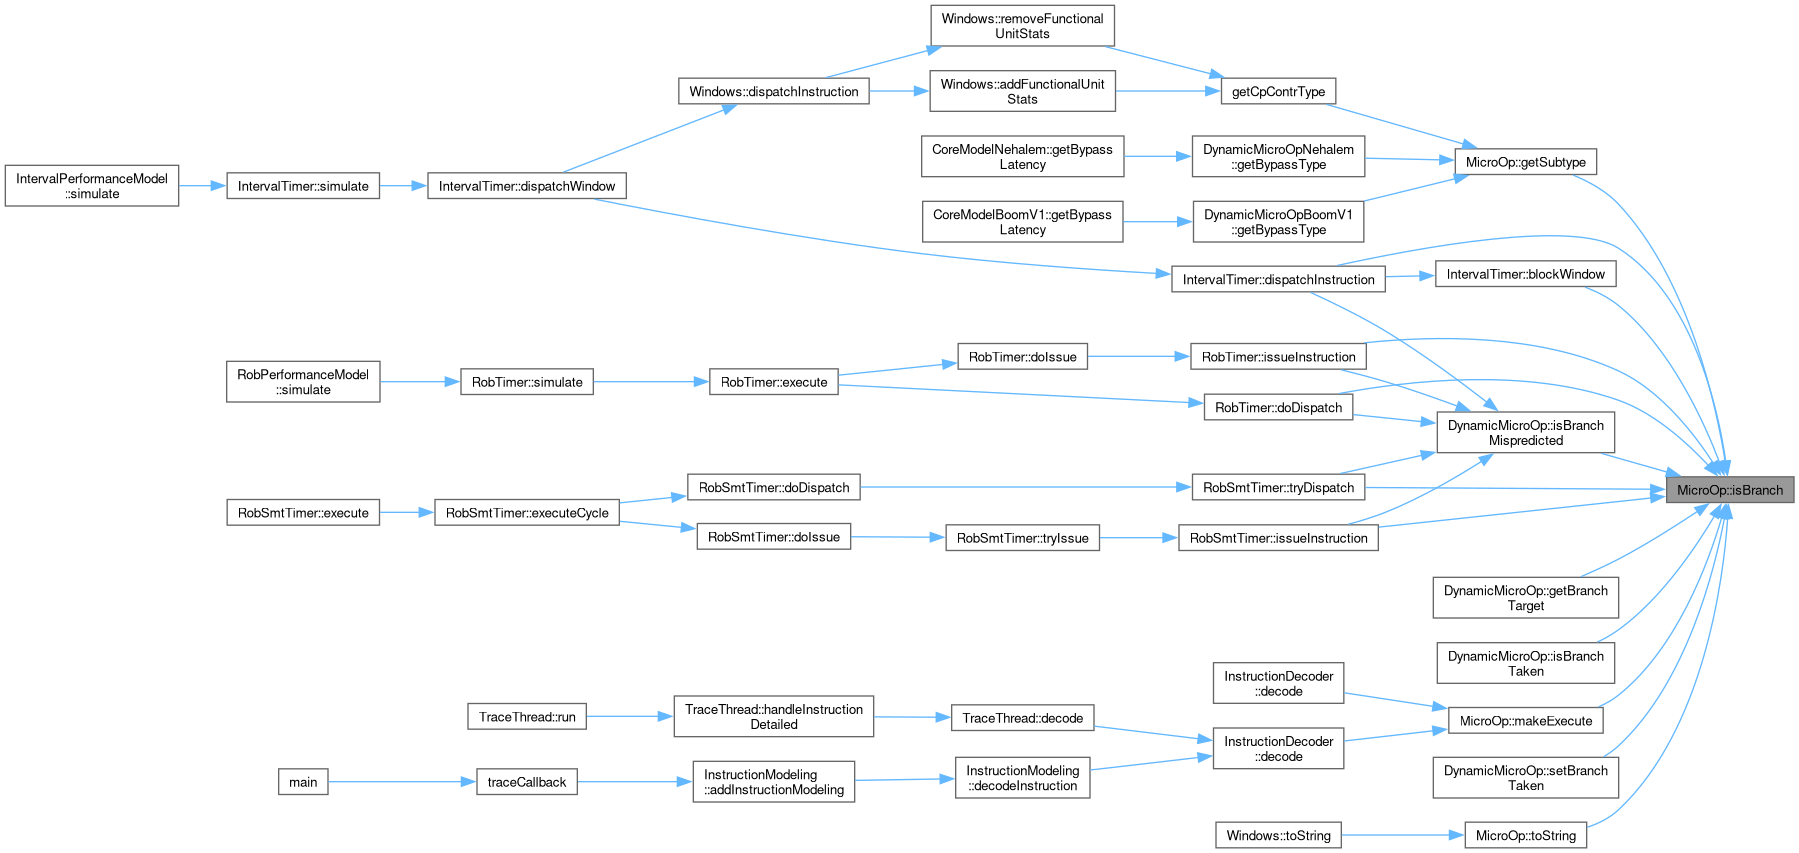 Windows::removeFunctional
UnitStats
Windows::dispatchInstruction
Windows::addFunctionalUnit
Stats
getCpContrType
CoreModelNehalem::getBypass
Latency
DynamicMicroOpNehalem
::getBypassType
MicroOp::getSubtype
IntervalPerformanceModel
::simulate
IntervalTimer::simulate
IntervalTimer::dispatchWindow
CoreModelBoomV1::getBypass
Latency
DynamicMicroOpBoomV1
::getBypassType
IntervalTimer::dispatchInstruction
IntervalTimer::blockWindow
RobTimer::doIssue
RobTimer::issueInstruction
RobPerformanceModel
::simulate
RobTimer::simulate
RobTimer::execute
RobTimer::doDispatch
DynamicMicroOp::isBranch
Mispredicted
RobSmtTimer::doDispatch
RobSmtTimer::tryDispatch
MicroOp::isBranch
RobSmtTimer::execute
RobSmtTimer::executeCycle
RobSmtTimer::doIssue
RobSmtTimer::tryIssue
RobSmtTimer::issueInstruction
DynamicMicroOp::getBranch
Target
DynamicMicroOp::isBranch
Taken
InstructionDecoder
::decode
TraceThread::run
TraceThread::handleInstruction
Detailed
TraceThread::decode
MicroOp::makeExecute
InstructionDecoder
::decode
main
traceCallback
InstructionModeling
::addInstructionModeling
InstructionModeling
::decodeInstruction
DynamicMicroOp::setBranch
Taken
Windows::toString
MicroOp::toString